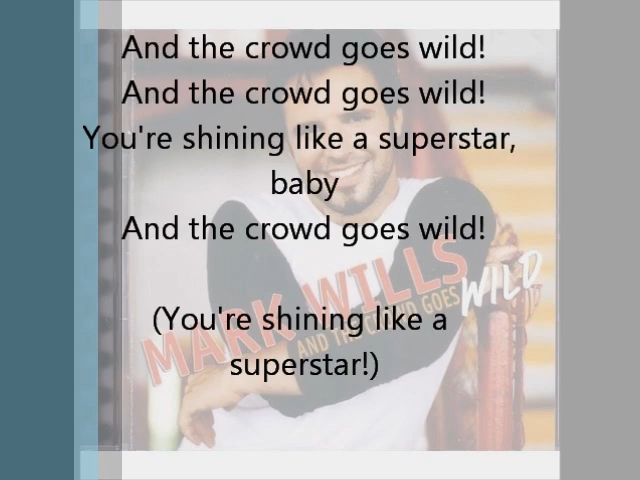 And the crowd goes wild!
And the crowd goes wild!
You're shining like a superstar,
baby
And the crowd goes wild!
(You're shining like a
superstar!)
MARK WILLS
AND THE CROWD GOES WILD